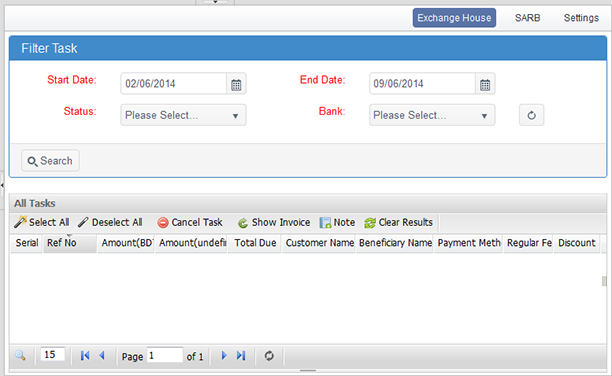 Exchange House SARB Settings
Filter Task
Start Date: 02/06/2014 End Date: 09/06/2014
Status: Please Select... Bank: Please Select...
Search
All Tasks
Select All Deselect All Cancel Task Show Invoice Note Clear Results
Serial Ref No Amount(BD Amount(undefi Total Due Customer Name Beneficiary Name Payment Meth Regular Fe Discount
15 Page 1 of 1